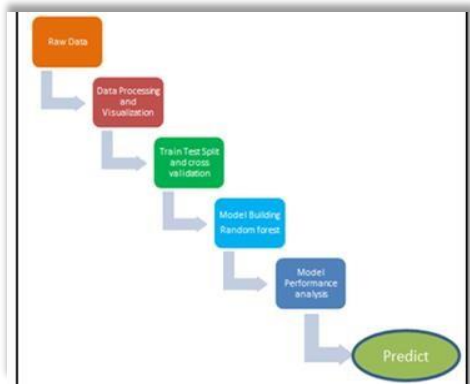 Raw Data
Data Processing
and
Visualization
Train Test Split
and cross
validation
Model Building
Random forest
Model
Performance
analysis
Predict